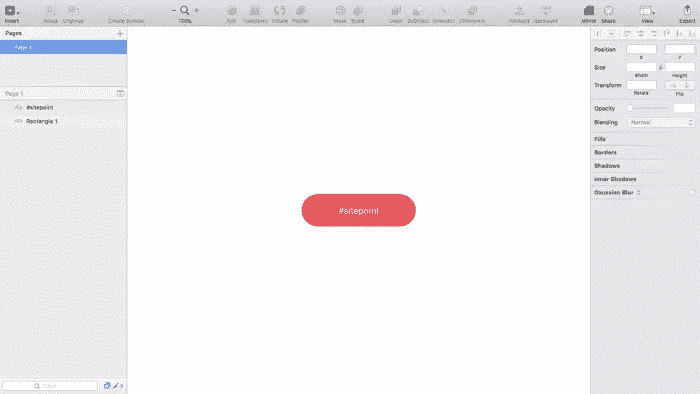 Insert Group Ungroup Create Symbol 100% Edit Transform Rotate Flatten Mask Scale Union Subtract Intersect Difference Forward Backward Mirror Share View Export
Pages
Page 1
Page 1
#sitepoint
Rectangle 1
#sitepoint
Position
X Y
Size
Width Height
Transform
Rotate Flip
Opacity
Blending Normal
Fills
Borders
Shadows
Inner Shadows
Gaussian Blur
Filter